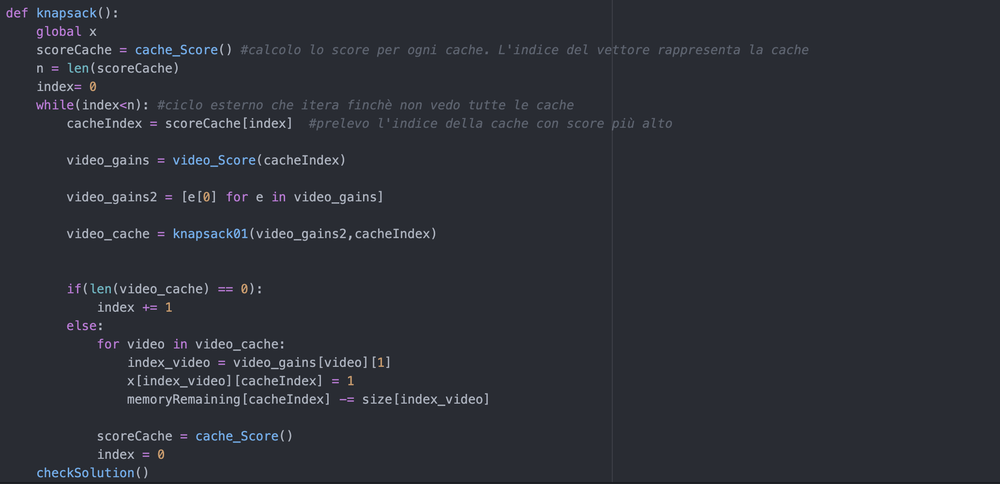 def knapsack():
    global x
    scoreCache = cache_Score() #calcolo lo score per ogni cache. L'indice del vettore rappresenta la cache
    n = len(scoreCache)
    index= 0
    while(index<n): #ciclo esterno che itera finchè non vedo tutte le cache
        cacheIndex = scoreCache[index]  #prelevo l'indice della cache con score più alto

        video_gains = video_Score(cacheIndex)

        video_gains2 = [e[0] for e in video_gains]

        video_cache = knapsack01(video_gains2,cacheIndex)


        if(len(video_cache) == 0):
            index += 1
        else:
            for video in video_cache:
                index_video = video_gains[video][1]
                x[index_video][cacheIndex] = 1
                memoryRemaining[cacheIndex] -= size[index_video]

            scoreCache = cache_Score()
            index = 0
    checkSolution()